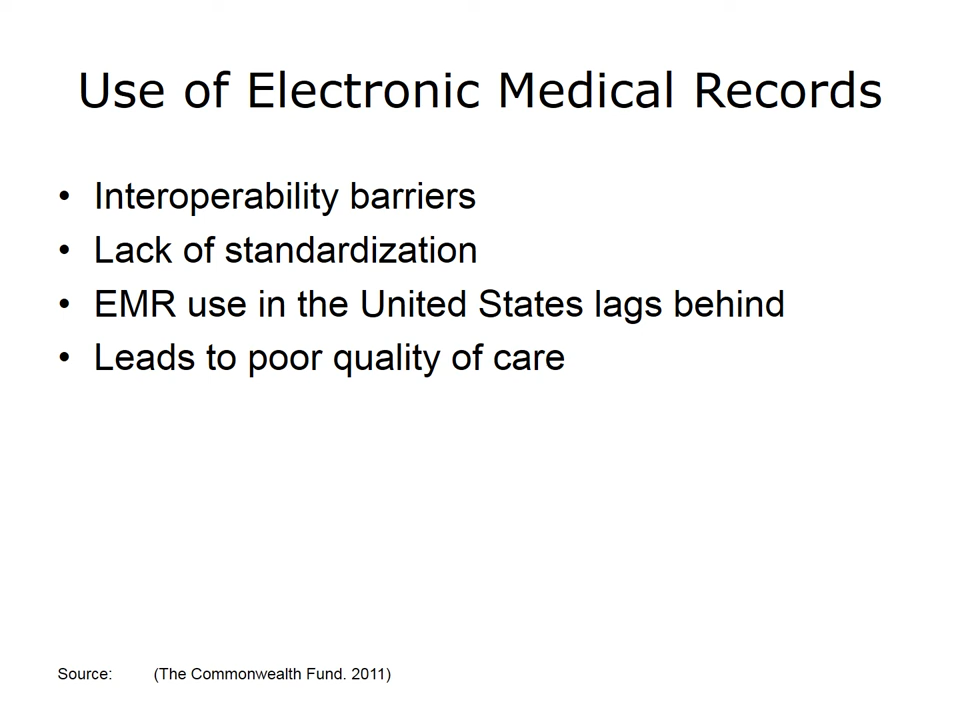 Use of Electronic Medical Records
• Interoperability barriers
• Lack of standardization
• EMR use in the United States lags behind
• Leads to poor quality of care
Source: (The Commonwealth Fund. 2011)